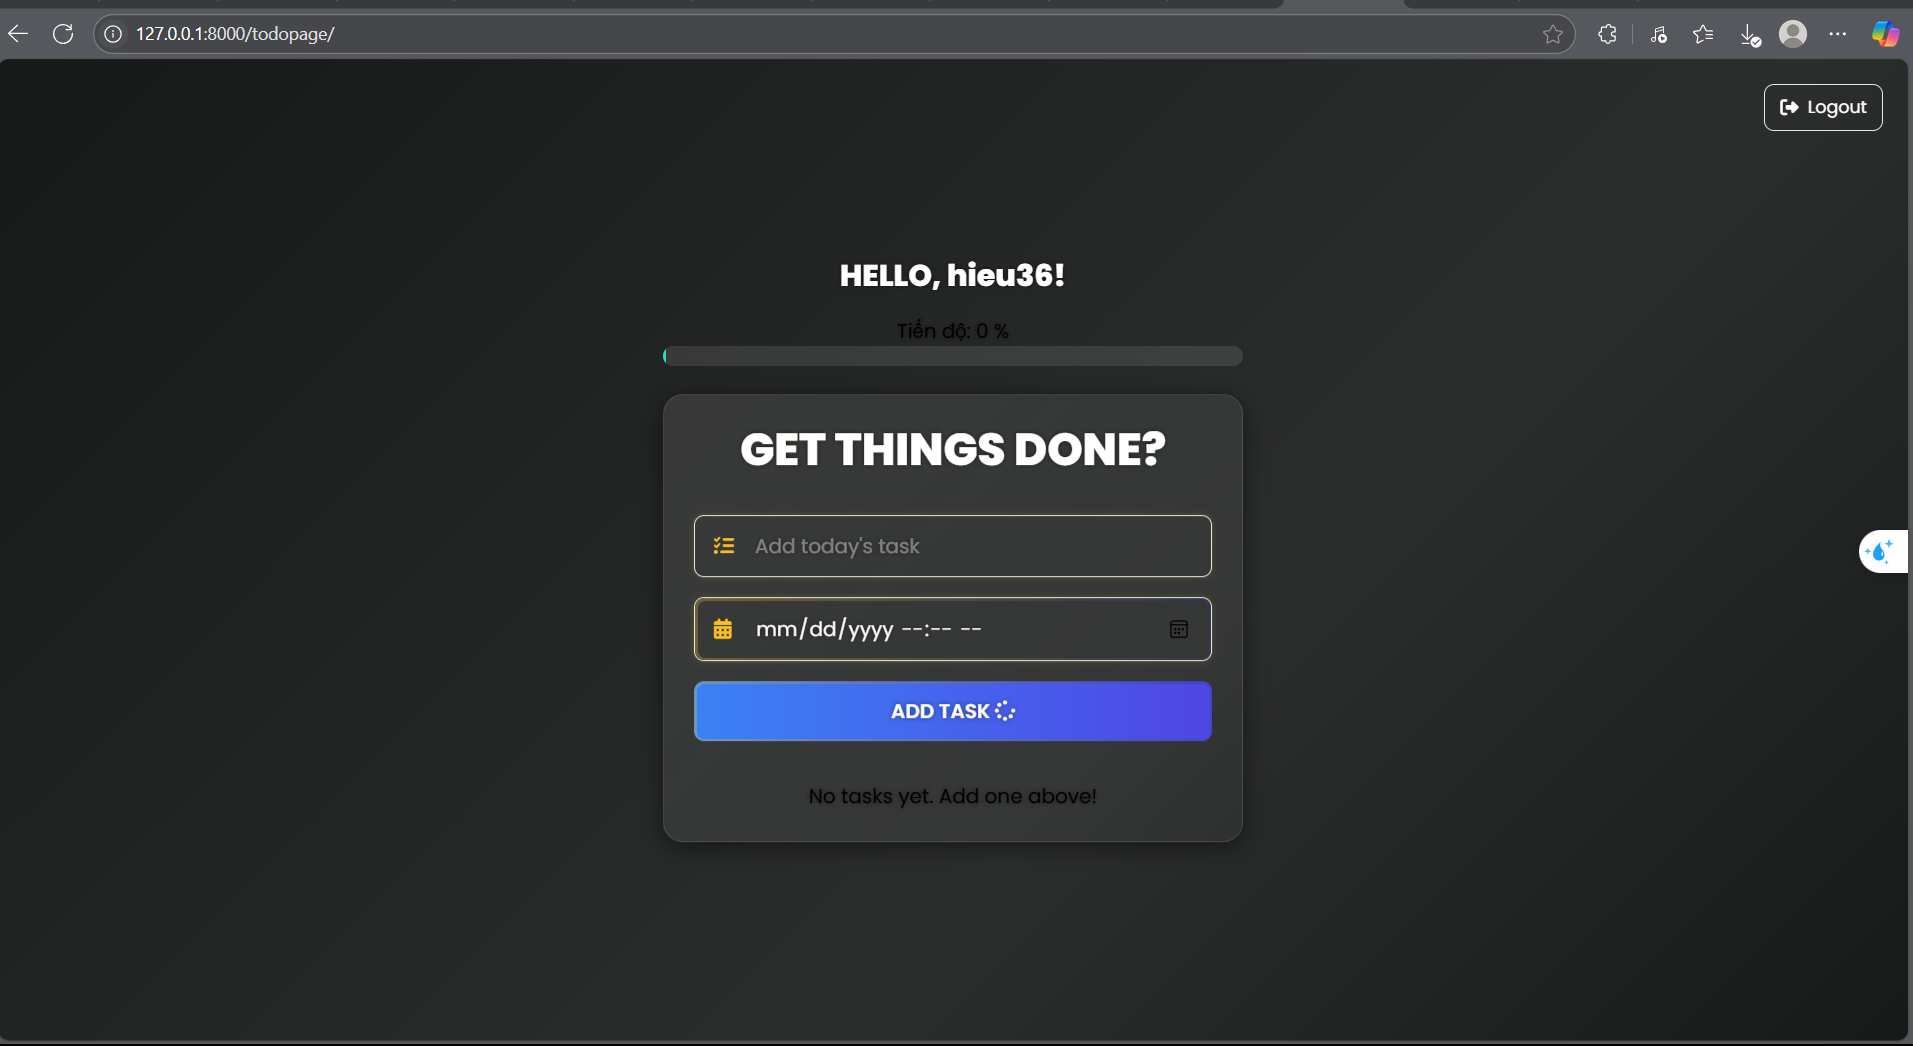 127.0.0.1:8000/todopage/
Logout
HELLO, hieu36!
Tiến độ: 0 %
GET THINGS DONE?
Add today's task
mm/dd/yyyy --:-- --
ADD TASK
No tasks yet. Add one above!